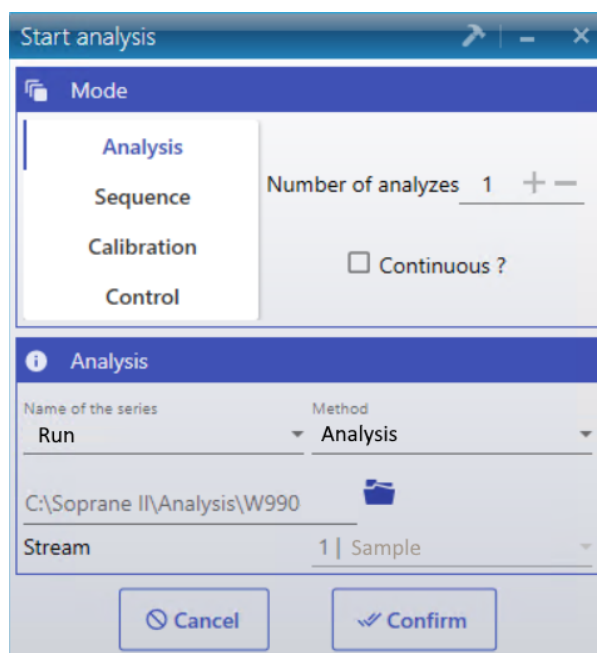 Start analysis
Mode
Analysis
Sequence
Calibration
Control
Number of analyzes 1
Continuous ?
Analysis
Name of the series
Run
Method
Analysis
C:\Soprane II\Analysis\W990
Stream
1 | Sample
Cancel
Confirm